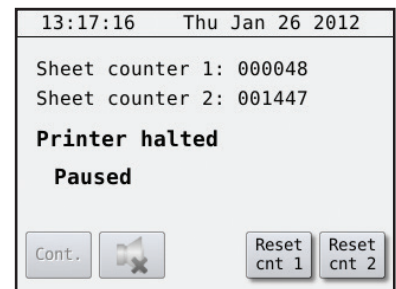 13:17:16 Thu Jan 26 2012
Sheet counter 1: 000048
Sheet counter 2: 001447
Printer halted
Paused
Cont.
Reset cnt 1
Reset cnt 2